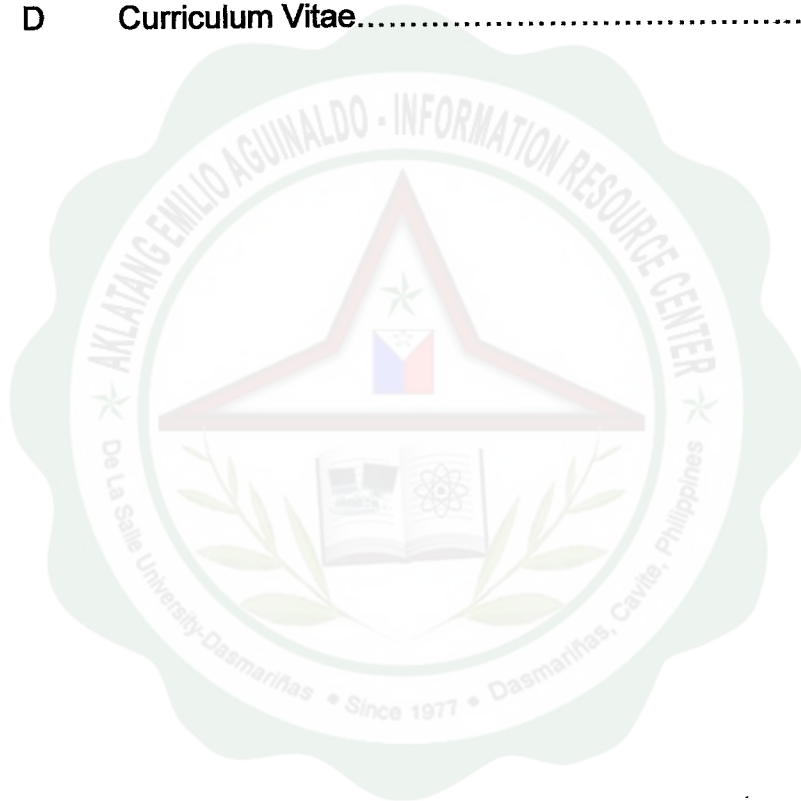 D Curriculum Vitae............................................
AKLATANG EMILIO AGUINALDO - INFORMATION RESOURCE CENTER
De La Salle University-Dasmariñas • Since 1977 • Dasmariñas, Cavite, Philippines